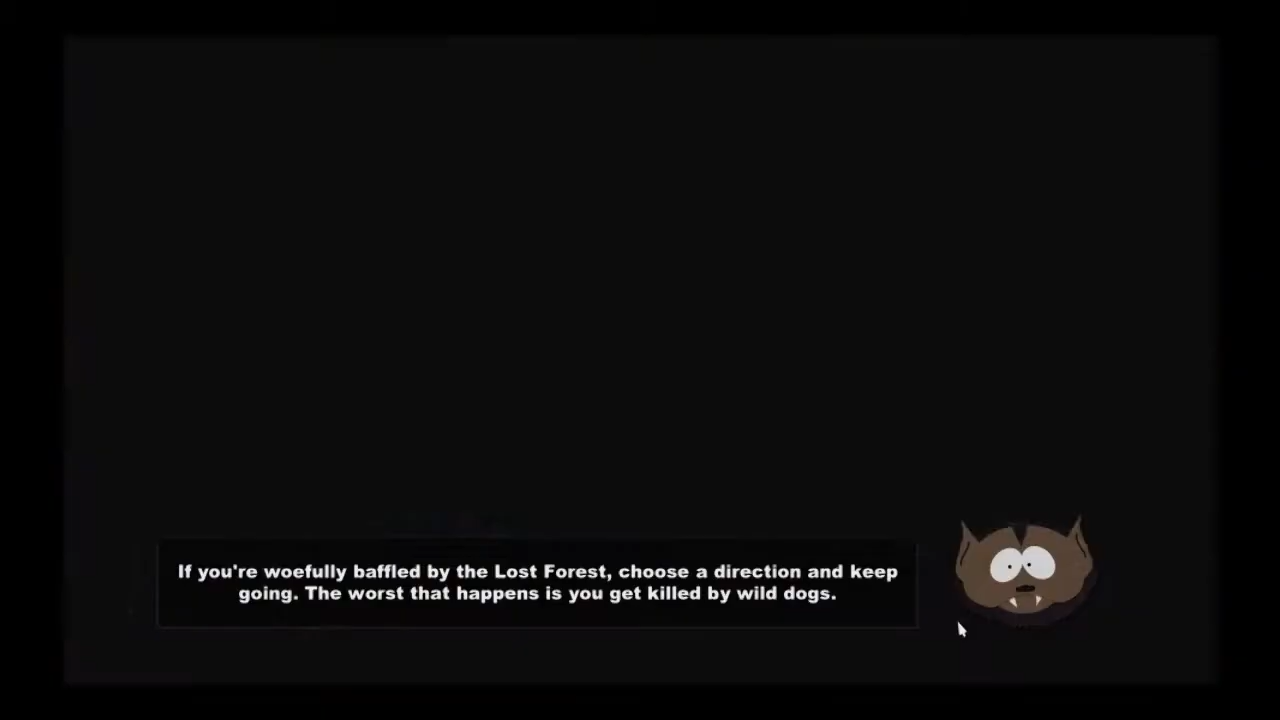 If you're woefully baffled by the Lost Forest, choose a direction and keep
going. The worst that happens is you get killed by wild dogs.